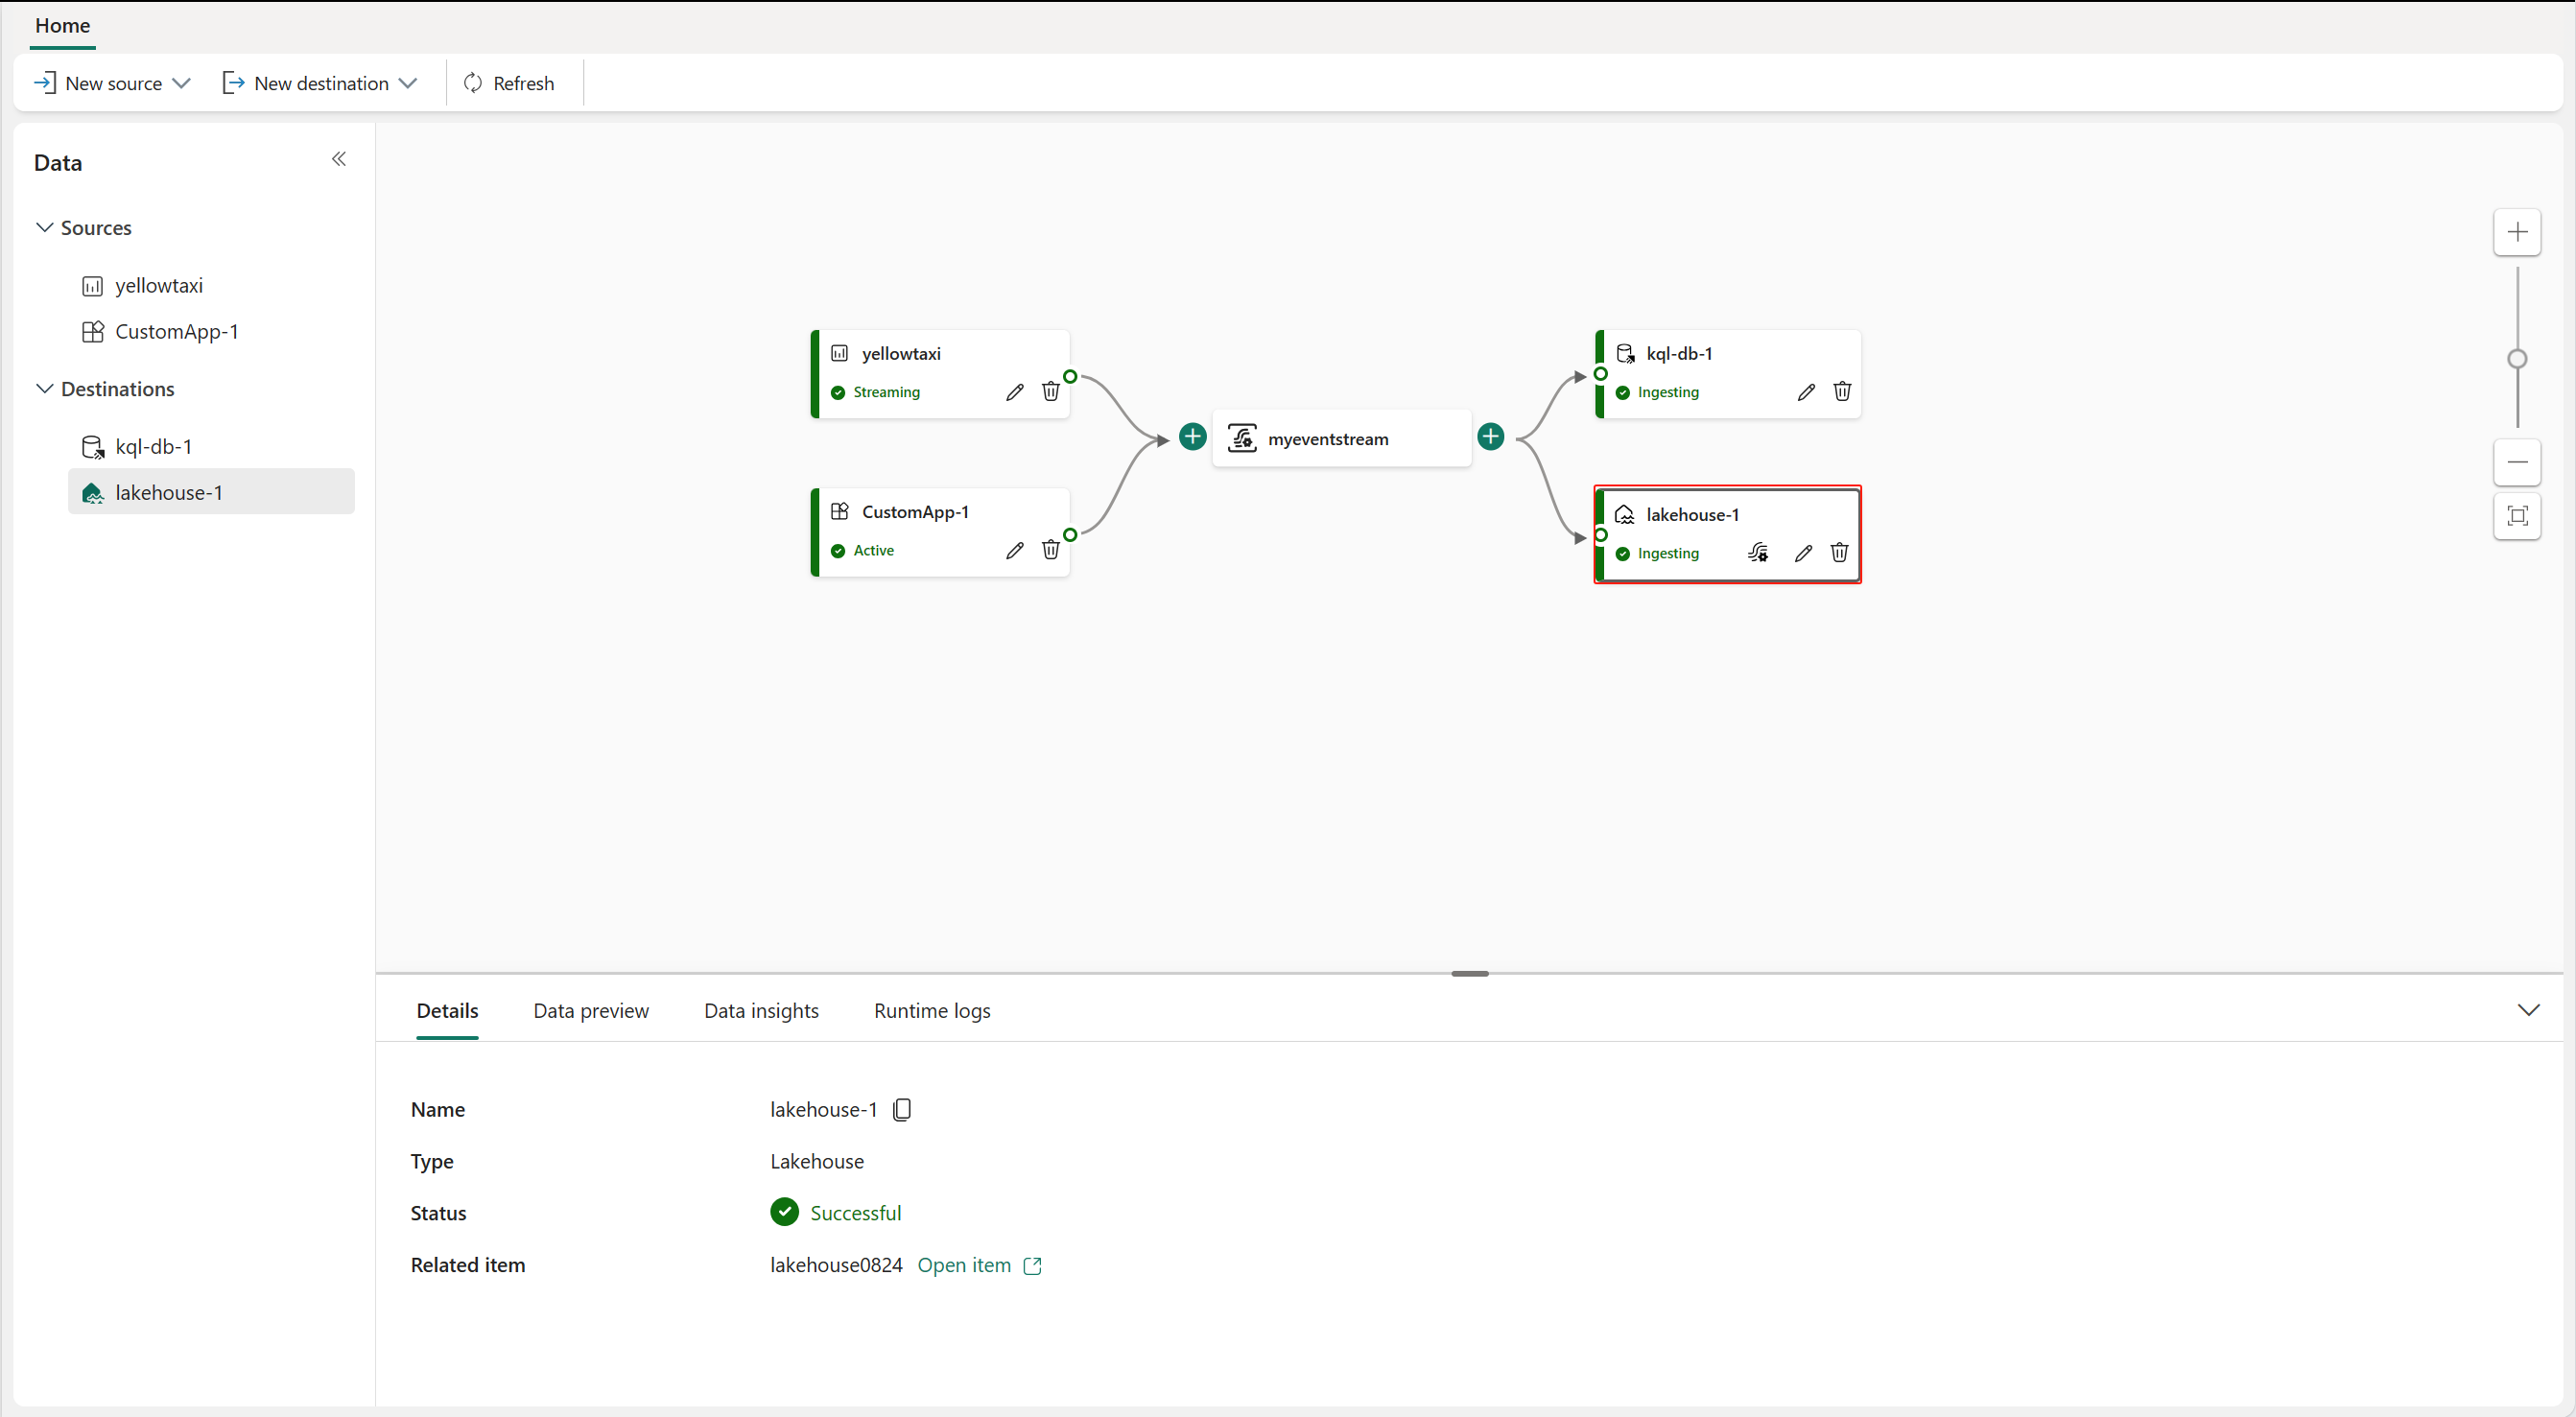 Home
New source
New destination
Refresh
Data
Sources
yellowtaxi
CustomApp-1
Destinations
kql-db-1
lakehouse-1
yellowtaxi
Streaming
CustomApp-1
Active
myeventstream
kql-db-1
Ingesting
lakehouse-1
Ingesting
Details Data preview Data insights Runtime logs
Name lakehouse-1
Type Lakehouse
Status Successful
Related item lakehouse0824 Open item